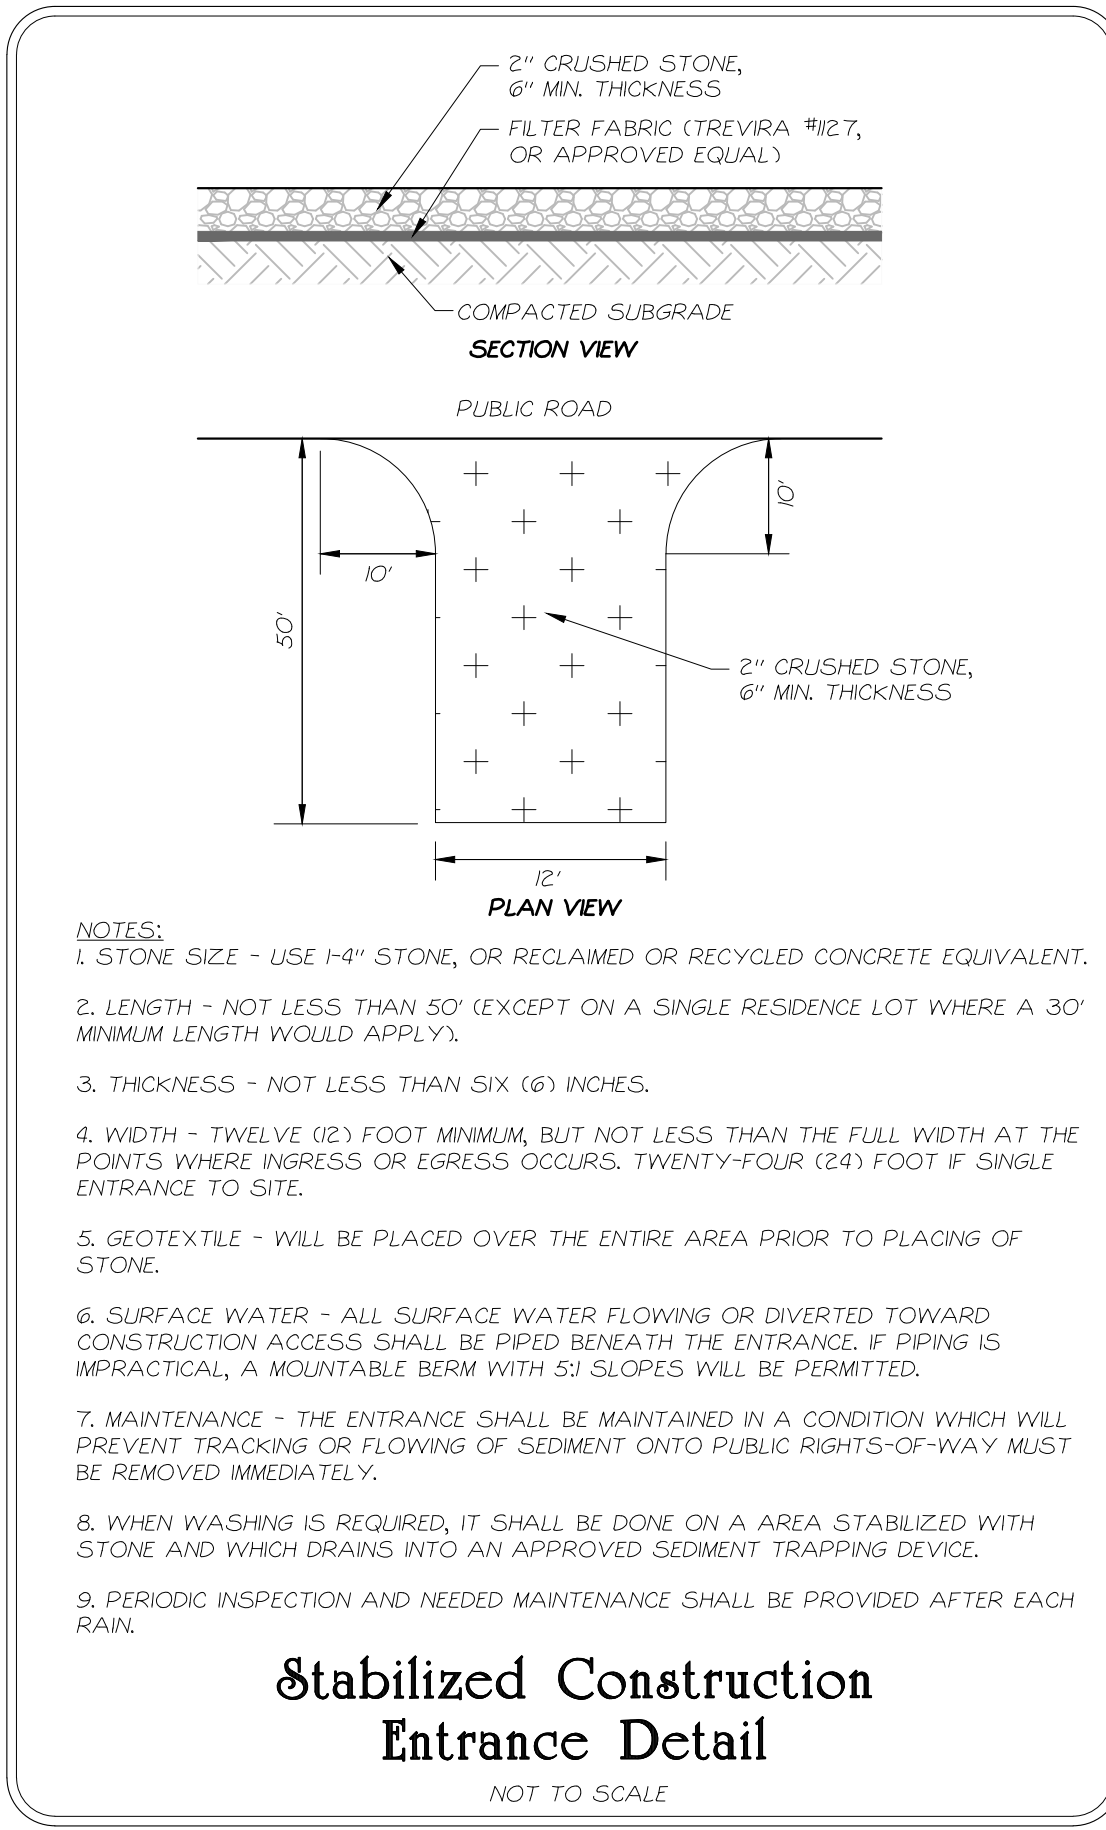 2" CRUSHED STONE,
6" MIN. THICKNESS
FILTER FABRIC (TREVIRA #1127,
OR APPROVED EQUAL)
COMPACTED SUBGRADE
SECTION VIEW
PUBLIC ROAD
10'
10'
50'
2" CRUSHED STONE,
6" MIN. THICKNESS
12'
PLAN VIEW
NOTES:
1. STONE SIZE - USE 1-4" STONE, OR RECLAIMED OR RECYCLED CONCRETE EQUIVALENT.
2. LENGTH - NOT LESS THAN 50' (EXCEPT ON A SINGLE RESIDENCE LOT WHERE A 30'
MINIMUM LENGTH WOULD APPLY).
3. THICKNESS - NOT LESS THAN SIX (6) INCHES.
4. WIDTH - TWELVE (12) FOOT MINIMUM, BUT NOT LESS THAN THE FULL WIDTH AT THE
POINTS WHERE INGRESS OR EGRESS OCCURS. TWENTY-FOUR (24) FOOT IF SINGLE
ENTRANCE TO SITE.
5. GEOTEXTILE - WILL BE PLACED OVER THE ENTIRE AREA PRIOR TO PLACING OF
STONE.
6. SURFACE WATER - ALL SURFACE WATER FLOWING OR DIVERTED TOWARD
CONSTRUCTION ACCESS SHALL BE PIPED BENEATH THE ENTRANCE. IF PIPING IS
IMPRACTICAL, A MOUNTABLE BERM WITH 5:1 SLOPES WILL BE PERMITTED.
7. MAINTENANCE - THE ENTRANCE SHALL BE MAINTAINED IN A CONDITION WHICH WILL
PREVENT TRACKING OR FLOWING OF SEDIMENT ONTO PUBLIC RIGHTS-OF-WAY MUST
BE REMOVED IMMEDIATELY.
8. WHEN WASHING IS REQUIRED, IT SHALL BE DONE ON A AREA STABILIZED WITH
STONE AND WHICH DRAINS INTO AN APPROVED SEDIMENT TRAPPING DEVICE.
9. PERIODIC INSPECTION AND NEEDED MAINTENANCE SHALL BE PROVIDED AFTER EACH
RAIN.
Stabilized Construction
Entrance Detail
NOT TO SCALE